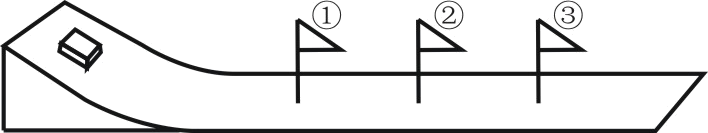 ① ② ③